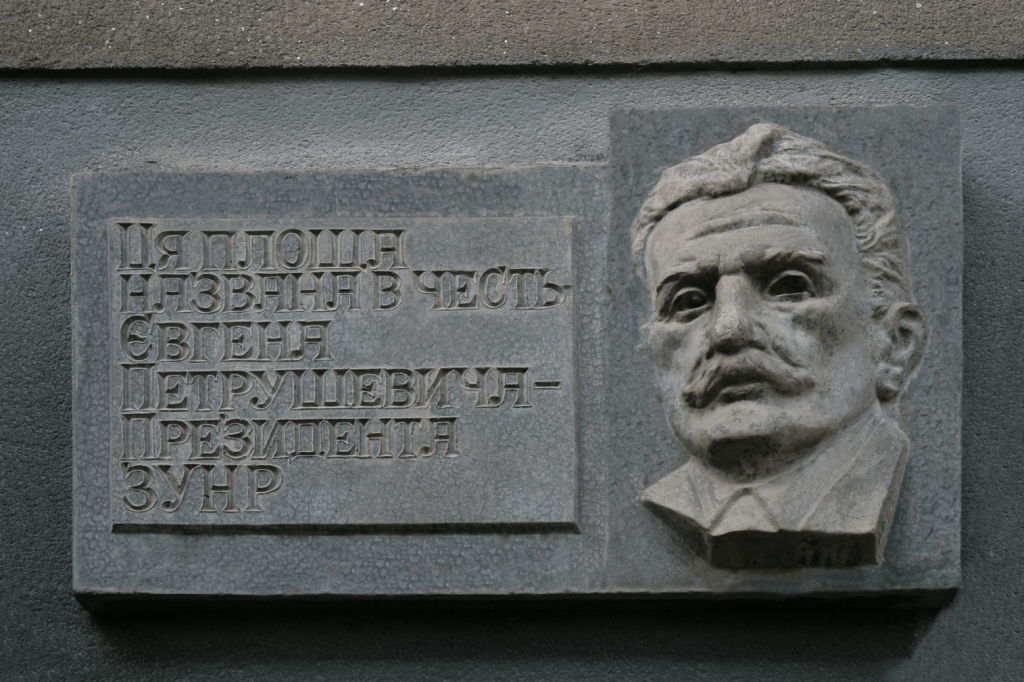 ЦЯ ПЛОЩА
НАЗВАНА В ЧЕСТЬ
ЄВГЕНА
ПЕТРУШЕВИЧА-
ПРЕЗИДЕНТА
ЗУНР